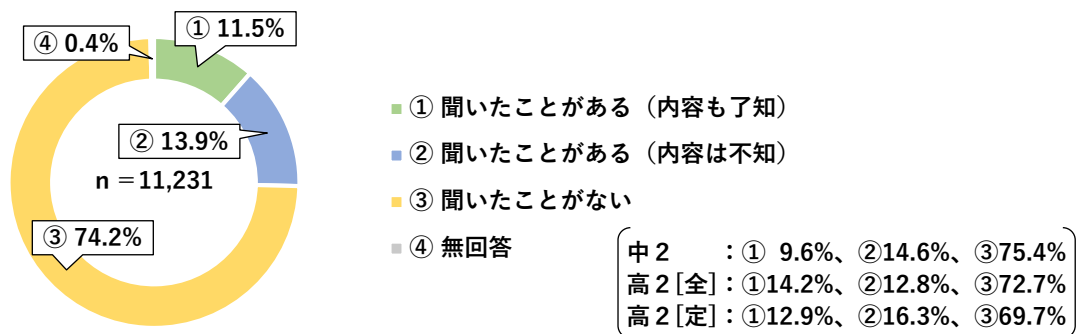 ① 11.5%
④ 0.4%
② 13.9%
n＝11,231
③ 74.2%
① 聞いたことがある（内容も了知）
② 聞いたことがある（内容は不知）
③ 聞いたことがない
④ 無回答
中２　　：① 9.6%、②14.6%、③75.4%
高２[全]：①14.2%、②12.8%、③72.7%
高２[定]：①12.9%、②16.3%、③69.7%